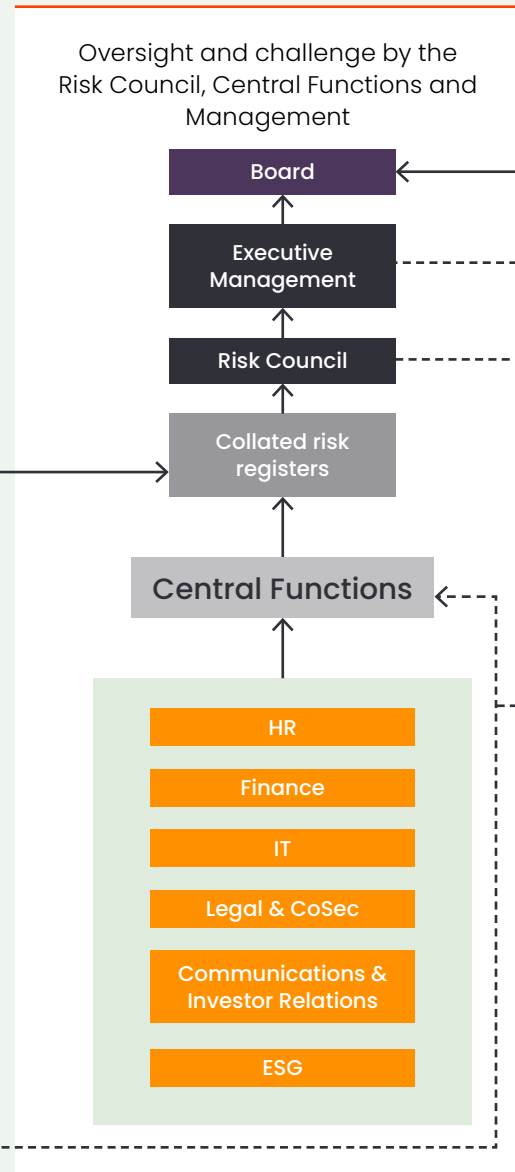 Oversight and challenge by the
Risk Council, Central Functions and
Management
Board
Executive
Management
Risk Council
Collated risk
registers
Central Functions
HR
Finance
IT
Legal & CoSec
Communications &
Investor Relations
ESG